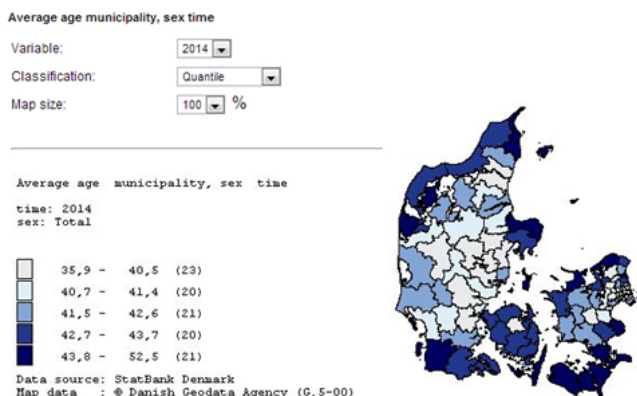 Average age municipality, sex time
Variable: 2014
Classification: Quantile
Map size: 100 %
Average age municipality, sex time
time: 2014
sex: Total
35,9 - 40,5 (23)
40,7 - 41,4 (20)
41,5 - 42,6 (21)
42,7 - 43,7 (20)
43,8 - 52,5 (21)
Data source: StatBank Denmark
Map data : © Danish Geodata Agency (G.5-00)